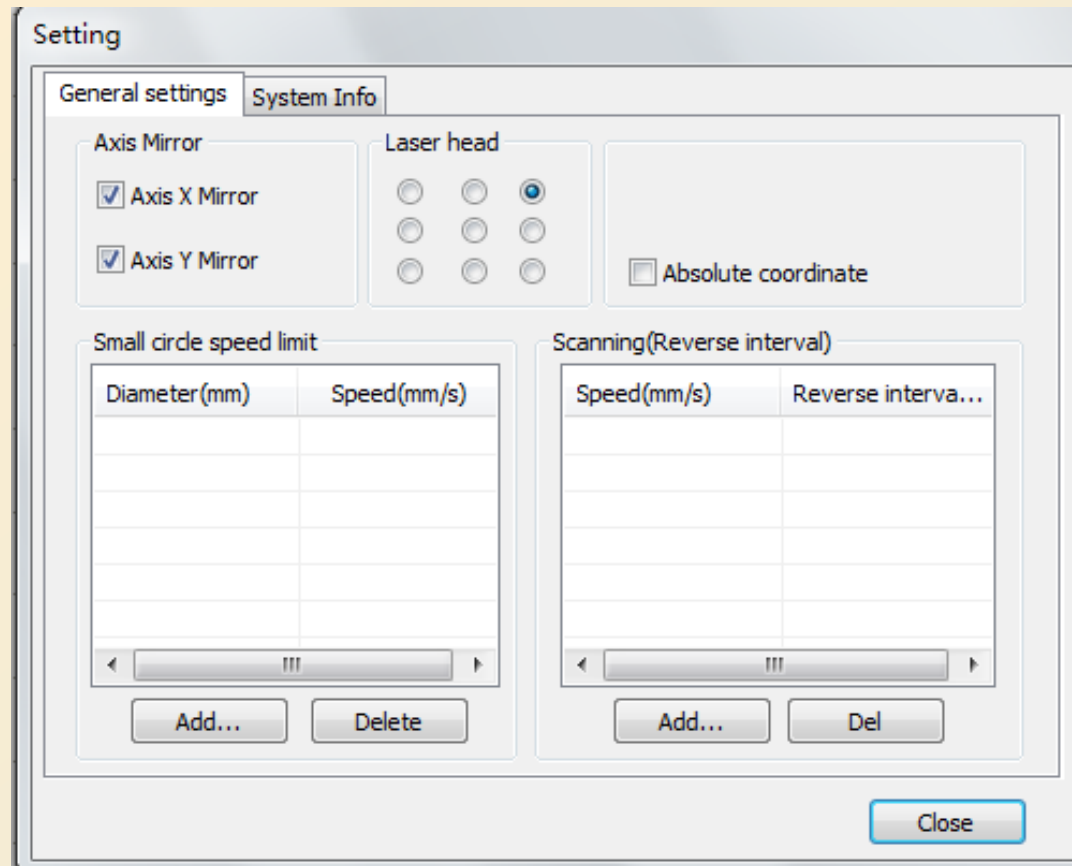 Setting
General settings System Info
Axis Mirror Laser head
Axis X Mirror
Axis Y Mirror
Absolute coordinate
Small circle speed limit Scanning(Reverse interval)
Diameter(mm) Speed(mm/s) Speed(mm/s) Reverse interva...
Add... Delete Add... Del
Close